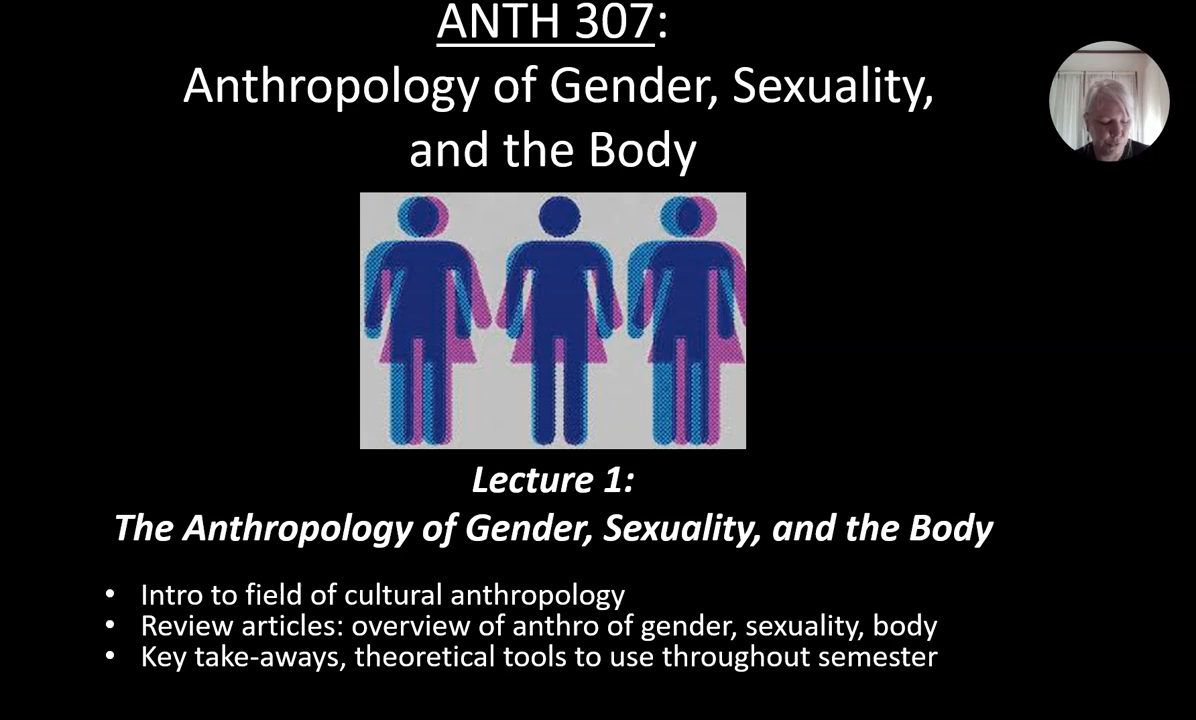 ANTH 307:
Anthropology of Gender, Sexuality,
and the Body
Lecture 1:
The Anthropology of Gender, Sexuality, and the Body
• Intro to field of cultural anthropology
• Review articles: overview of anthro of gender, sexuality, body
• Key take-aways, theoretical tools to use throughout semester